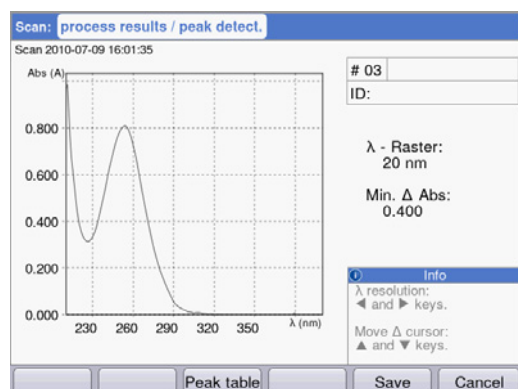 Scan: process results / peak detect.
Scan 2010-07-09 16:01:35
Abs (A)
0.800
0.600
0.400
0.200
0.000
230 260 290 320 350 λ (nm)
# 03
ID:
λ - Raster:
20 nm
Min. Δ Abs:
0.400
i Info
λ resolution:
◀ and ▶ keys.
Move Δ cursor:
▲ and ▼ keys.
Peak table Save Cancel